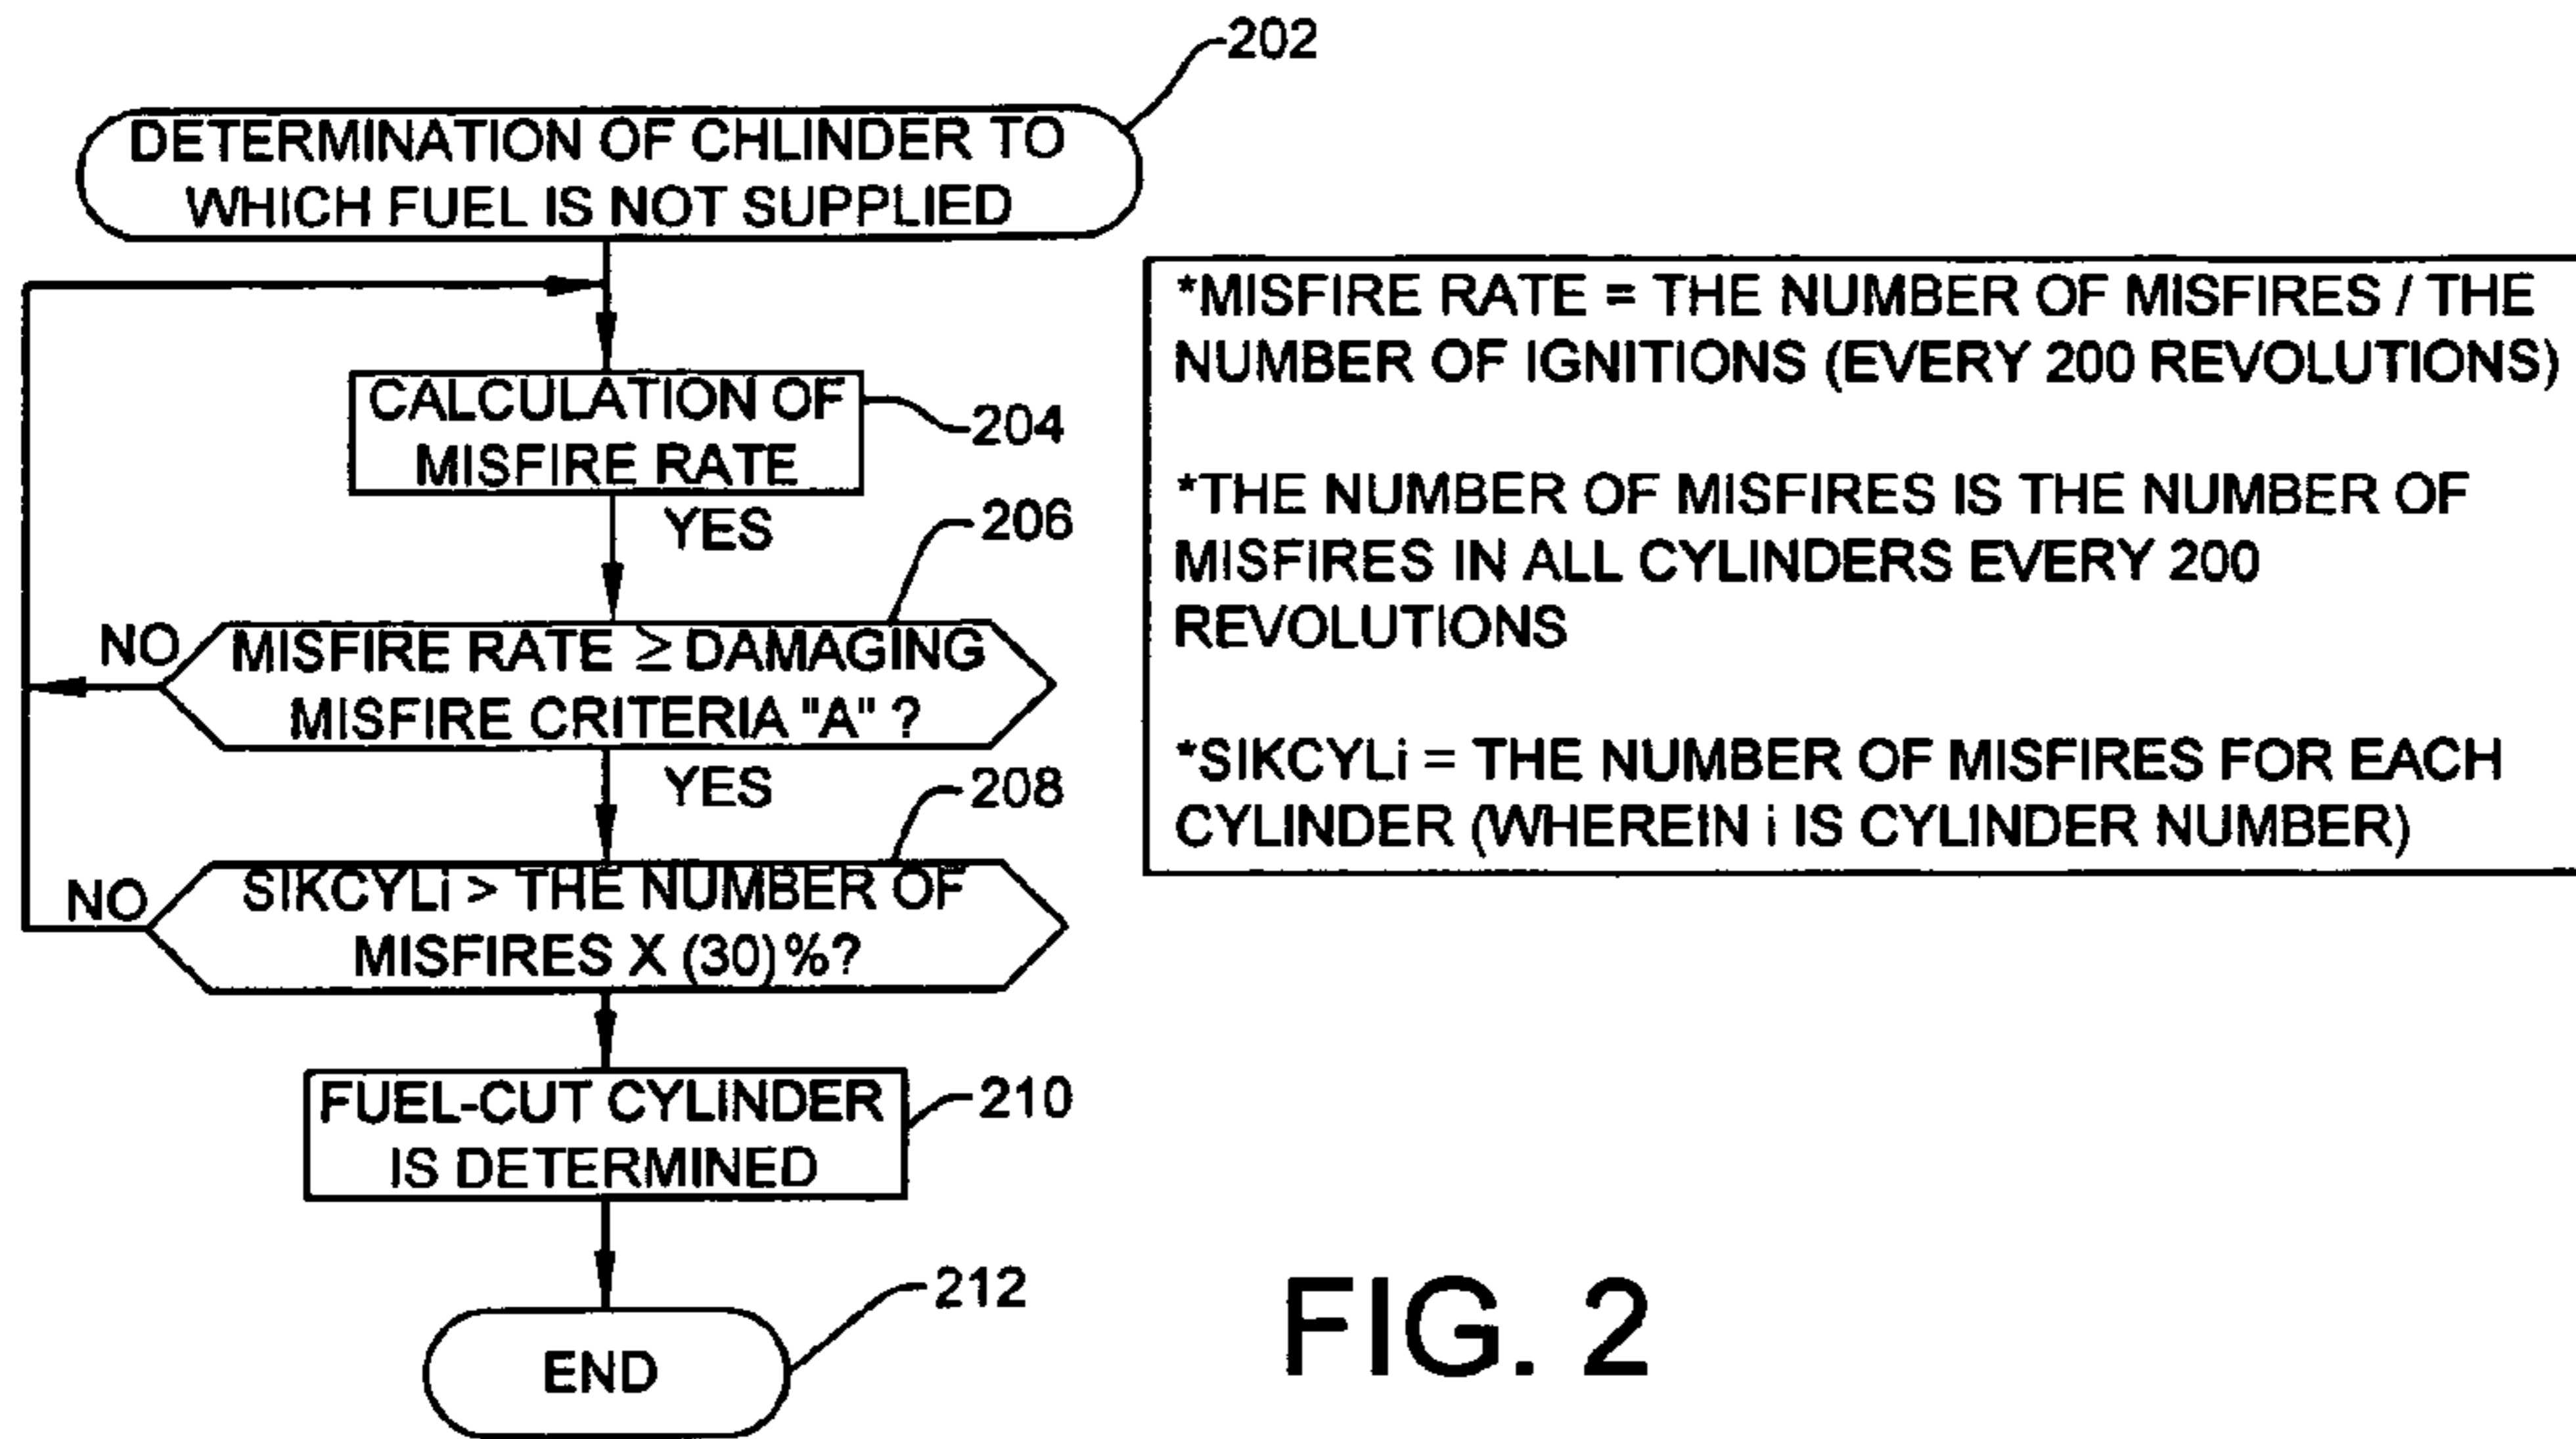 202
DETERMINATION OF CHLINDER TO
WHICH FUEL IS NOT SUPPLIED
CALCULATION OF
MISFIRE RATE
204
YES
206
NO
MISFIRE RATE ≥ DAMAGING
MISFIRE CRITERIA "A" ?
YES
208
NO
SIKCYLi > THE NUMBER OF
MISFIRES X (30)%?
FUEL-CUT CYLINDER
IS DETERMINED
210
212
END
*MISFIRE RATE = THE NUMBER OF MISFIRES / THE
NUMBER OF IGNITIONS (EVERY 200 REVOLUTIONS)
*THE NUMBER OF MISFIRES IS THE NUMBER OF
MISFIRES IN ALL CYLINDERS EVERY 200
REVOLUTIONS
*SIKCYLi = THE NUMBER OF MISFIRES FOR EACH
CYLINDER (WHEREIN i IS CYLINDER NUMBER)
FIG. 2